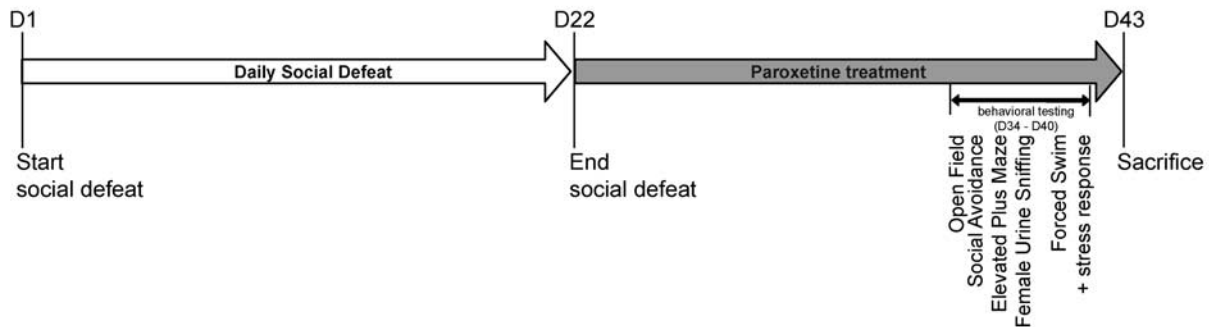 D1
D22
D43
Daily Social Defeat
Paroxetine treatment
behavioral testing
(D34 - D40)
Start
social defeat
End
social defeat
Open Field
Social Avoidance
Elevated Plus Maze
Female Urine Sniffing
Forced Swim
+ stress response
Sacrifice